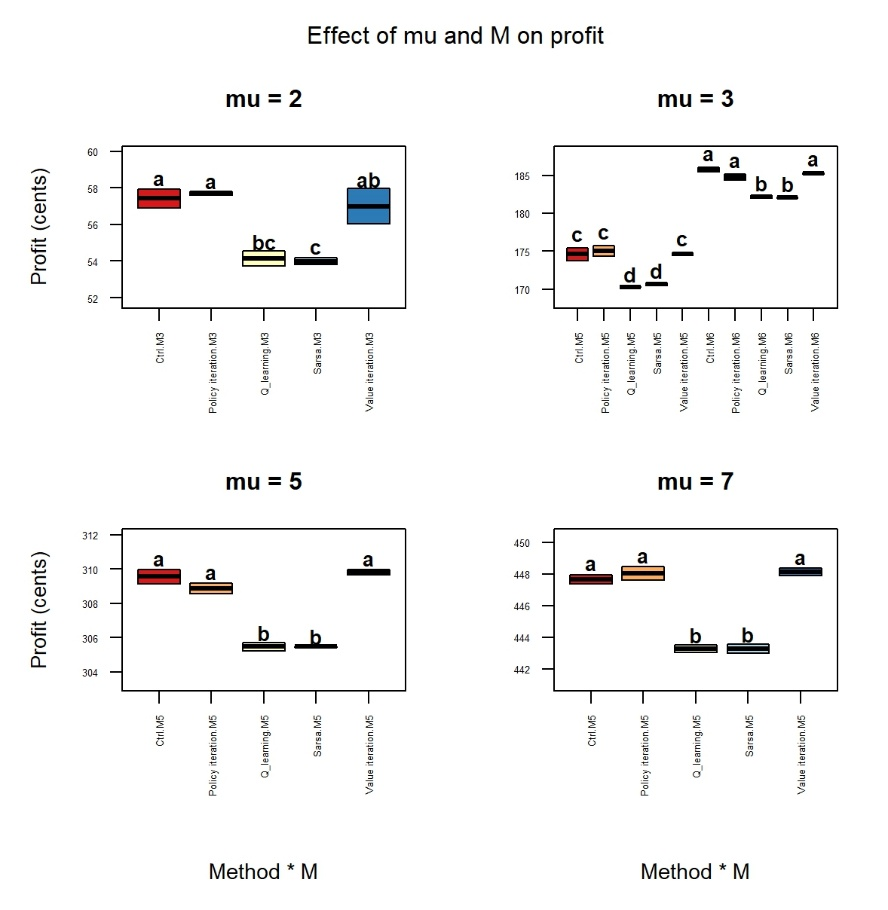 Effect of mu and M on profit
mu = 2
Profit (cents)
60
58
56
54
52
a
a
bc
c
ab
Ctrl.M3
Policy iteration.M3
Q_learning.M3
Sarsa.M3
Value iteration.M3
mu = 3
185
180
175
170
c
c
d
d
c
a
a
b
b
a
Ctrl.M5
Policy iteration.M5
Q_learning.M5
Sarsa.M5
Value iteration.M5
Ctrl.M6
Policy iteration.M6
Q_learning.M6
Sarsa.M6
Value iteration.M6
mu = 5
Profit (cents)
312
310
308
306
304
a
a
b
b
a
Ctrl.M5
Policy iteration.M5
Q_learning.M5
Sarsa.M5
Value iteration.M5
mu = 7
450
448
446
444
442
a
a
b
b
a
Ctrl.M5
Policy iteration.M5
Q_learning.M5
Sarsa.M5
Value iteration.M5
Method * M
Method * M